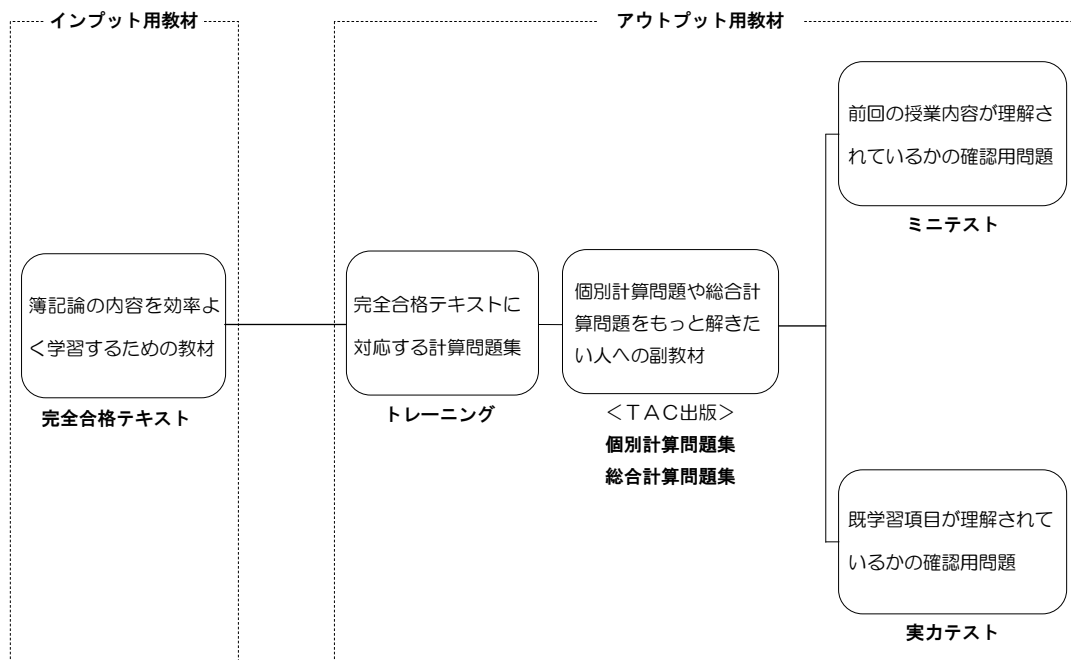 インプット用教材
アウトプット用教材
簿記論の内容を効率よ
く学習するための教材
完全合格テキスト
完全合格テキストに
対応する計算問題集
トレーニング
個別計算問題や総合計
算問題をもっと解きた
い人への副教材
＜ＴＡＣ出版＞
個別計算問題集
総合計算問題集
前回の授業内容が理解さ
れているかの確認用問題
ミニテスト
既学習項目が理解されて
いるかの確認用問題
実力テスト